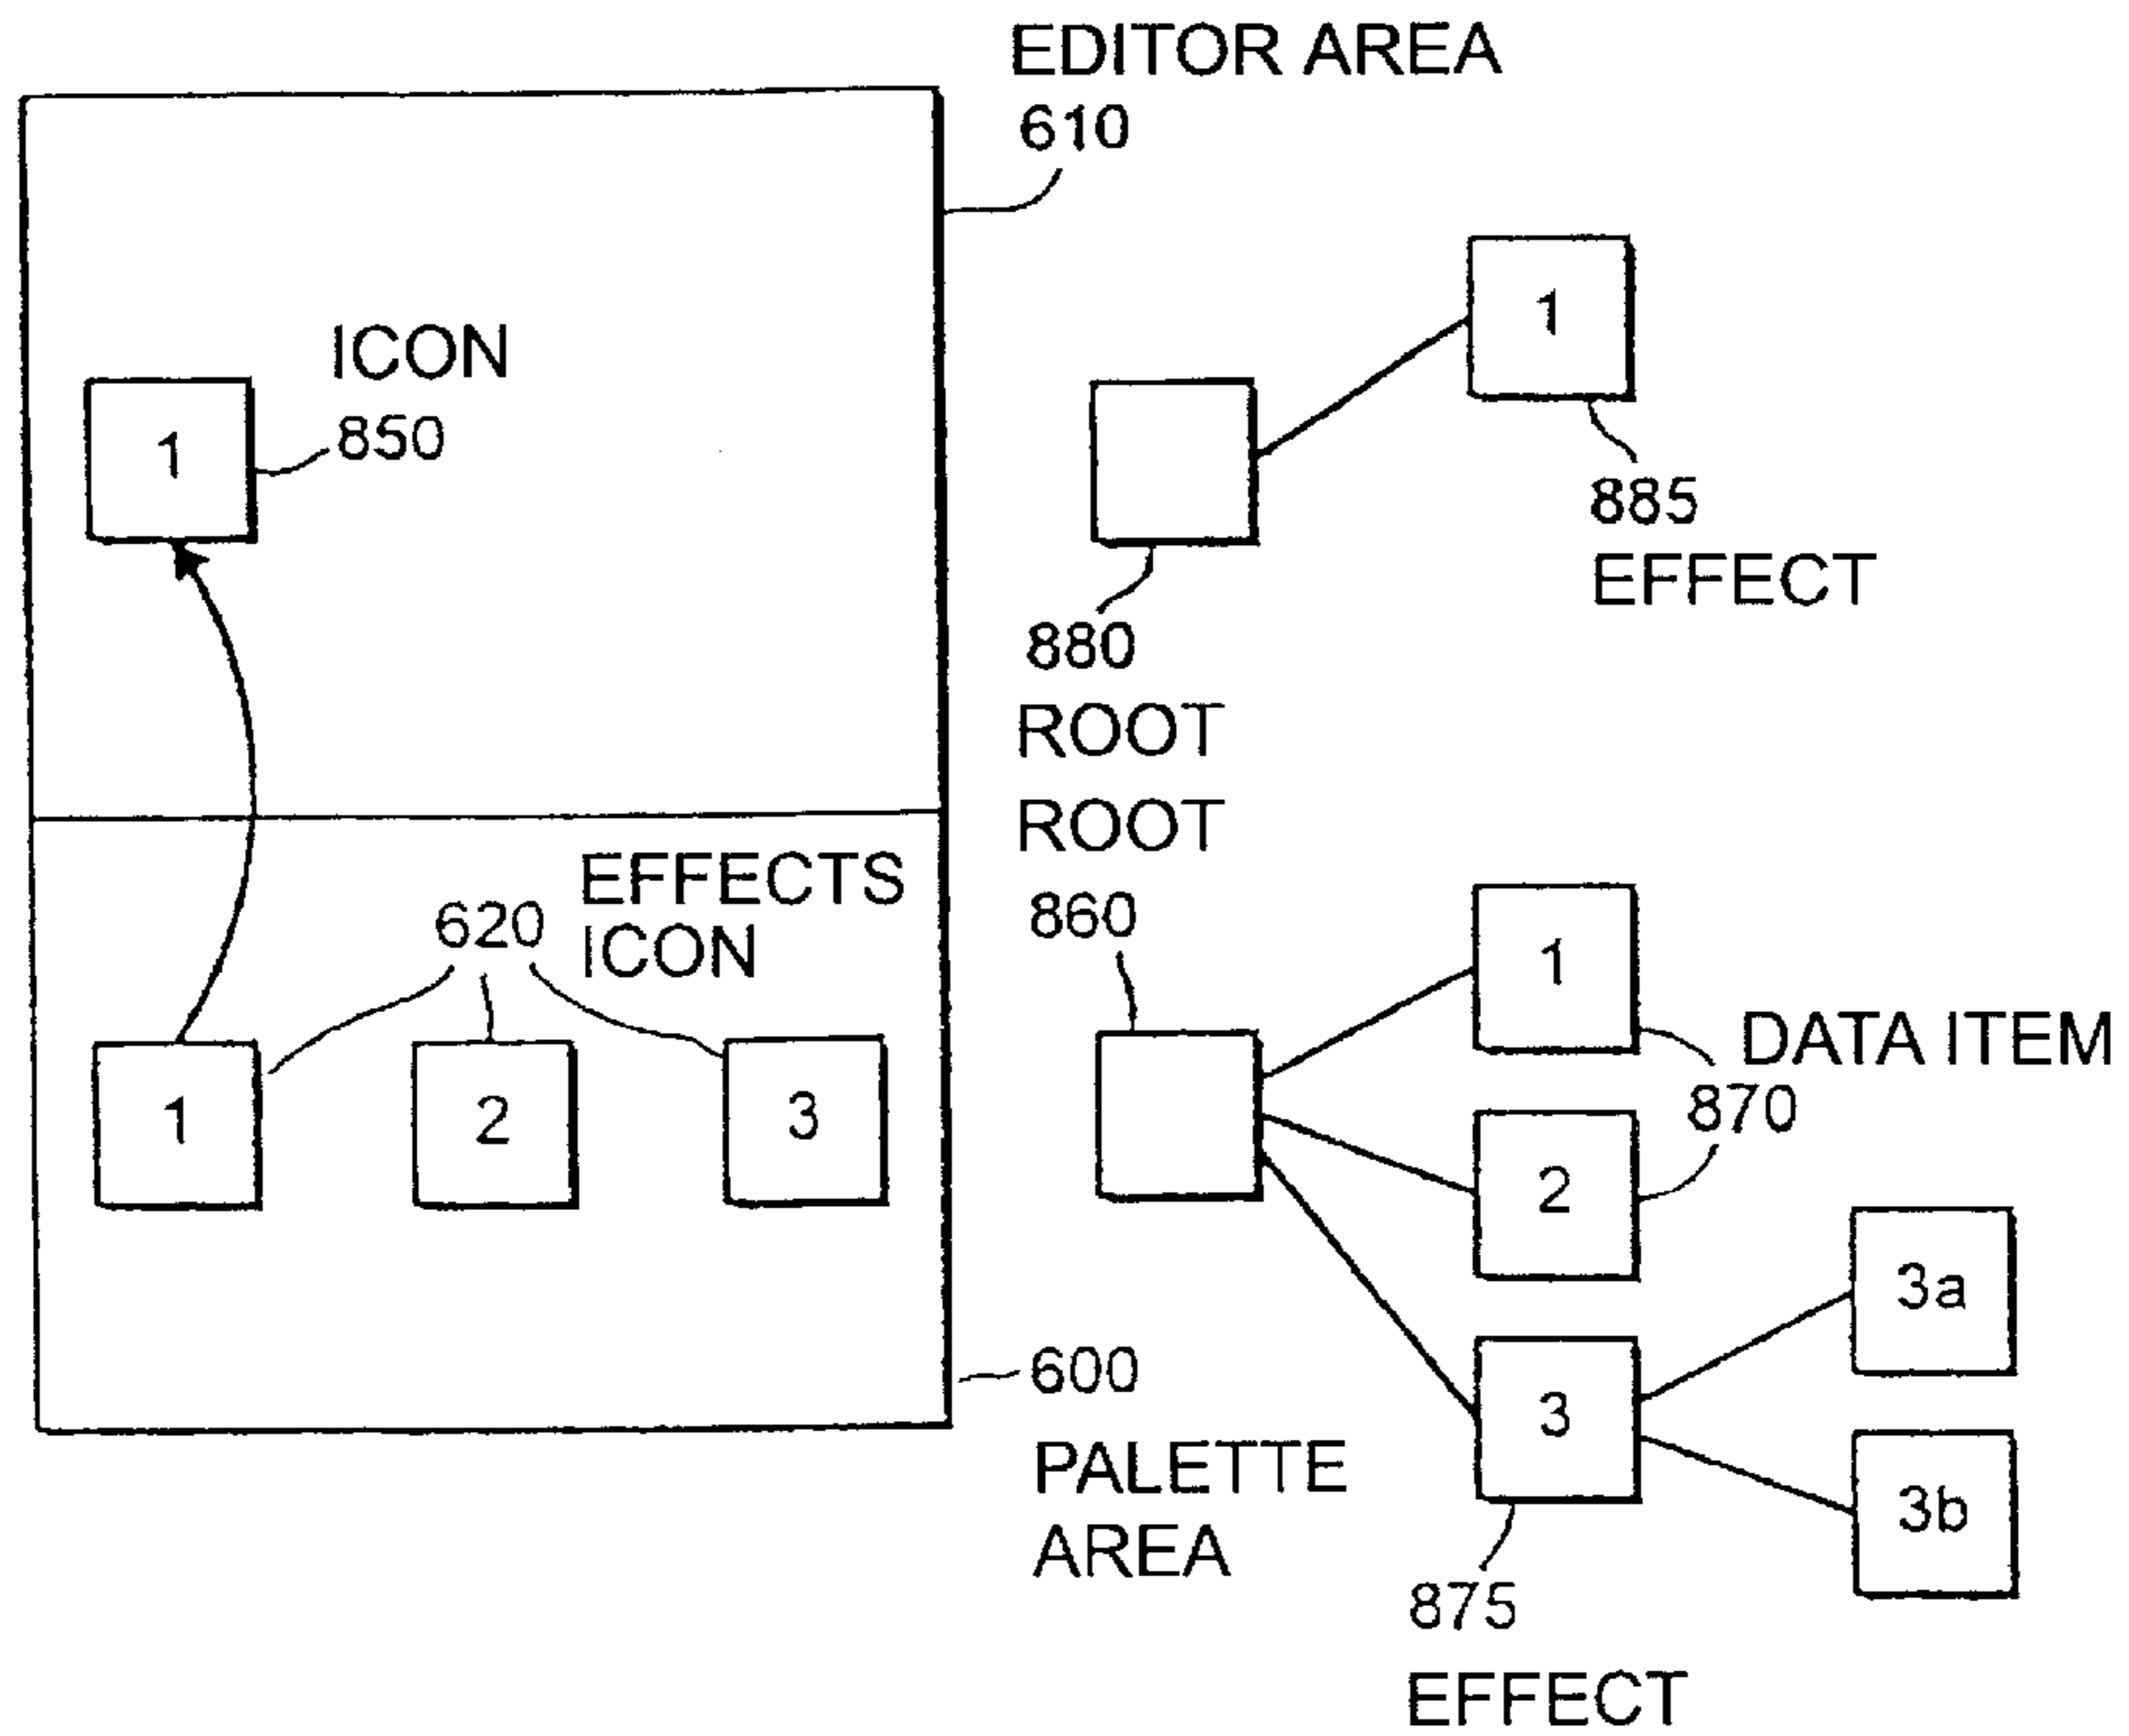 EDITOR AREA
610
1
ICON
850
1
885
EFFECT
880
ROOT
ROOT
860
EFFECTS
ICON
620
1
2
3
1
DATA ITEM
870
2
3a
3
3b
600
PALETTE
AREA
875
EFFECT